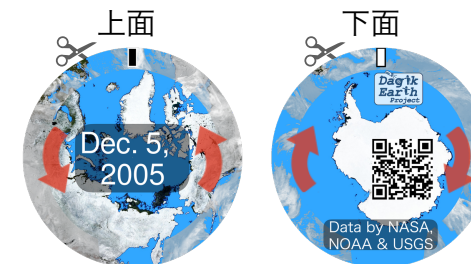 上面
下面
Dec. 5,
2005
Dagik
Earth
Project
Data by NASA,
NOAA & USGS